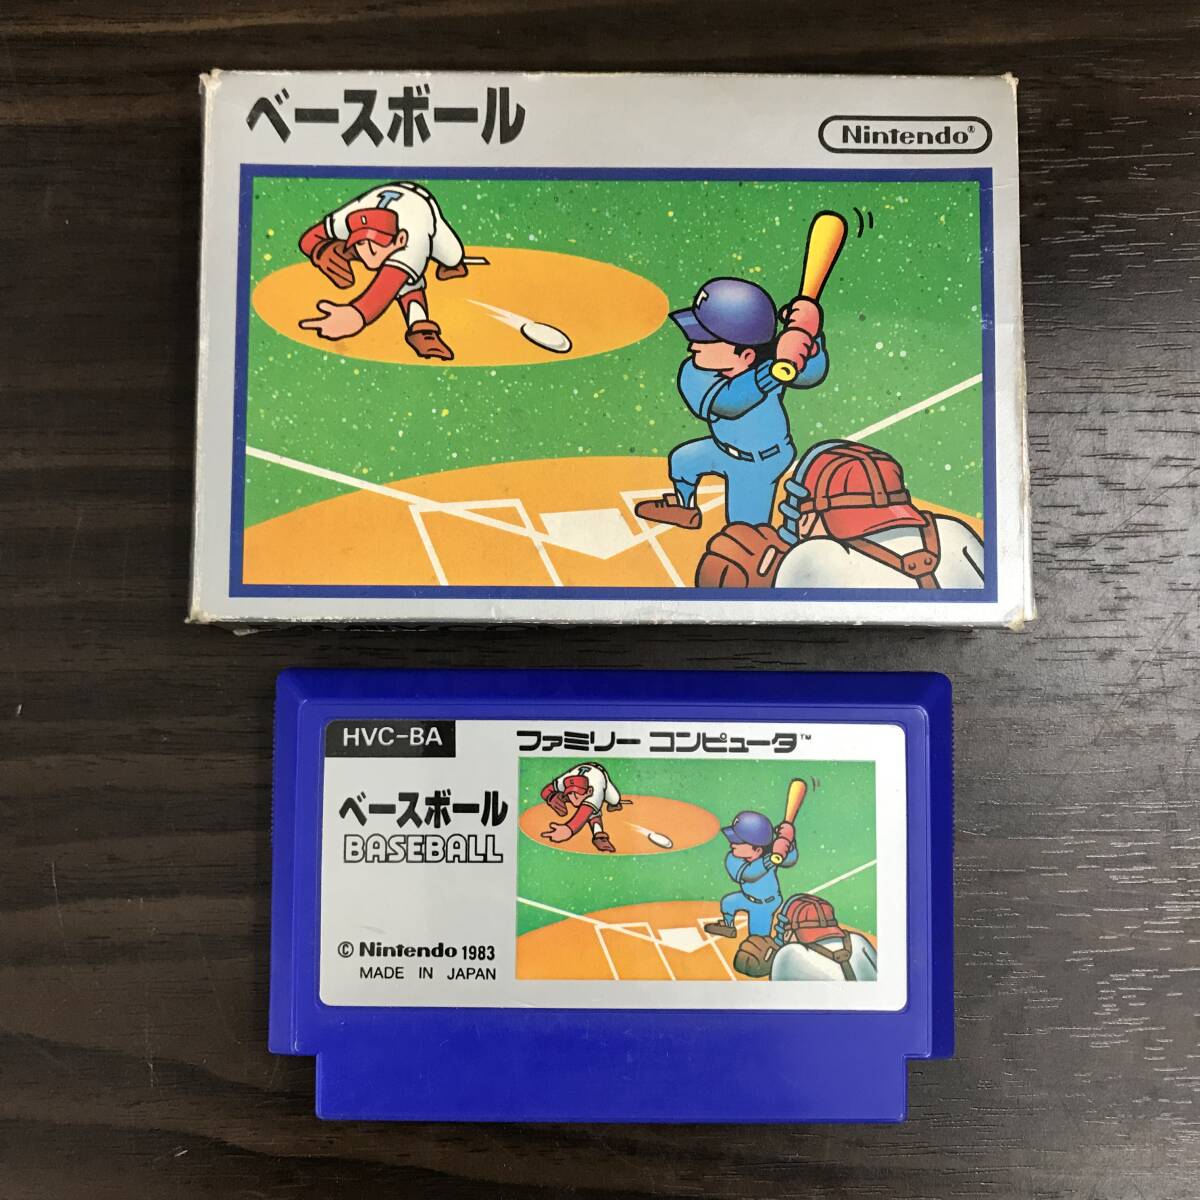 ベースボール
Nintendo®
T
T
HVC-BA
ファミリー コンピュータ™
ベースボール
BASEBALL
© Nintendo 1983
MADE IN JAPAN
T
T